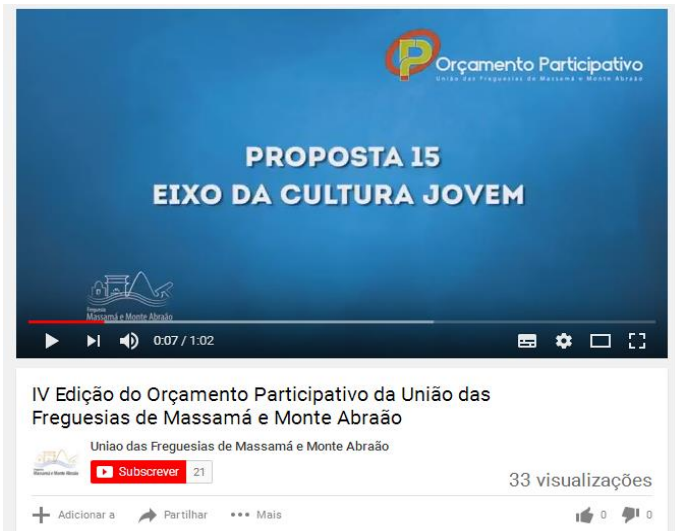 Orçamento Participativo
União das Freguesias de Massamá e Monte Abraão
PROPOSTA 15
EIXO DA CULTURA JOVEM
Freguesia
Massamá e Monte Abraão
0:07 / 1:02
IV Edição do Orçamento Participativo da União das
Freguesias de Massamá e Monte Abraão
Uniao das Freguesias de Massamá e Monte Abraão
Subscrever 21
33 visualizações
Adicionar a Partilhar Mais 0 0